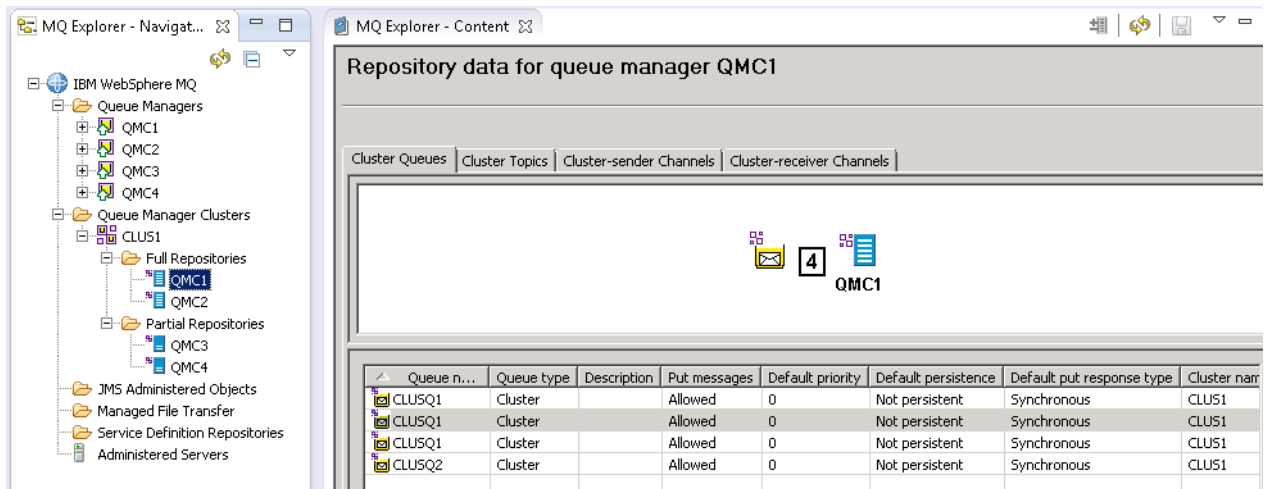 MQ Explorer - Navigat...
IBM WebSphere MQ
Queue Managers
QMC1
QMC2
QMC3
QMC4
Queue Manager Clusters
CLUS1
Full Repositories
QMC1
QMC2
Partial Repositories
QMC3
QMC4
JMS Administered Objects
Managed File Transfer
Service Definition Repositories
Administered Servers
MQ Explorer - Content
Repository data for queue manager QMC1
Cluster Queues Cluster Topics Cluster-sender Channels Cluster-receiver Channels
4
QMC1
Queue n... Queue type Description Put messages Default priority Default persistence Default put response type Cluster nam
CLUSQ1 Cluster Allowed 0 Not persistent Synchronous CLUS1
CLUSQ1 Cluster Allowed 0 Not persistent Synchronous CLUS1
CLUSQ1 Cluster Allowed 0 Not persistent Synchronous CLUS1
CLUSQ2 Cluster Allowed 0 Not persistent Synchronous CLUS1